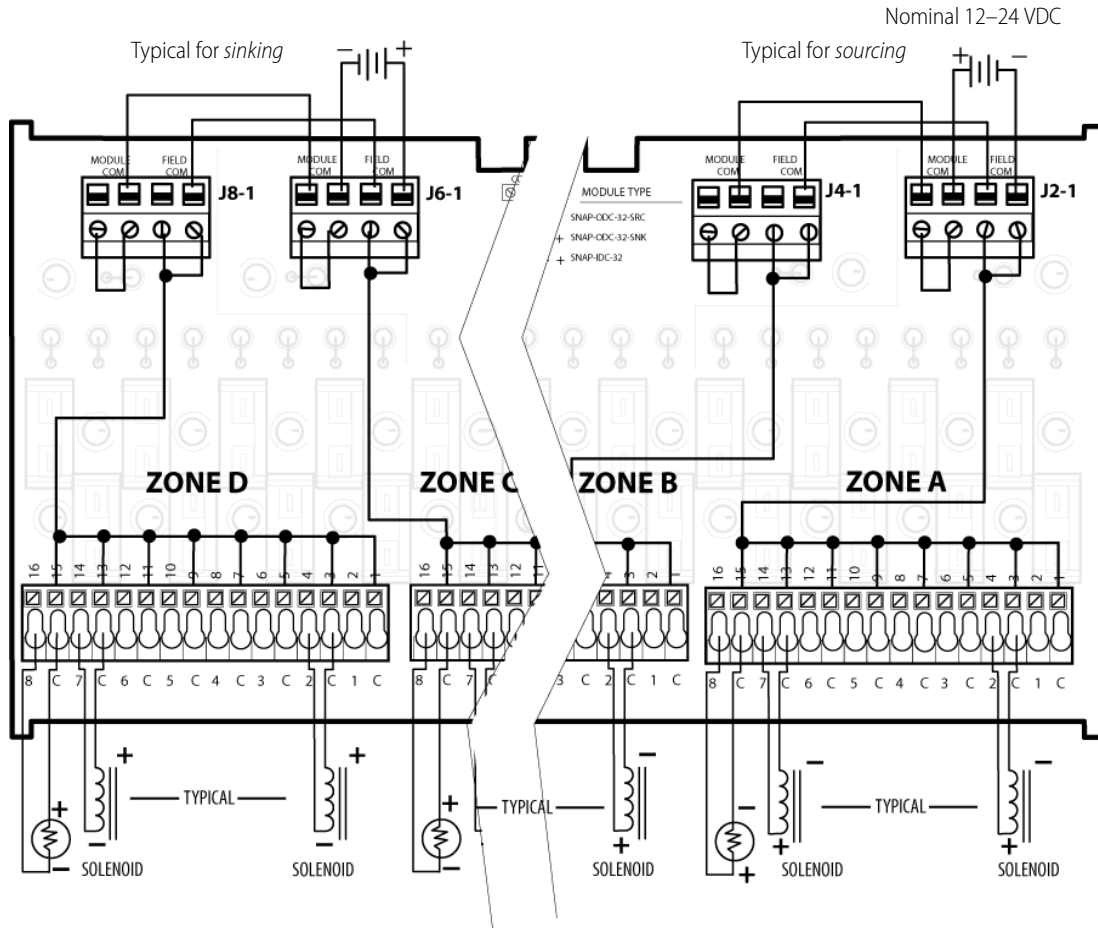 Nominal 12–24 VDC
Typical for sinking
− +
Typical for sourcing
+ −
MODULE COM
FIELD COM
J8-1
MODULE COM
FIELD COM
J6-1
MODULE TYPE
SNAP-ODC-32-SRC
+ SNAP-ODC-32-SNK
+ SNAP-IDC-32
MODULE COM
FIELD COM
J4-1
MODULE COM
FIELD COM
J2-1
ZONE D
ZONE C
ZONE B
ZONE A
16 15 14 13 12 11 10 9 8 7 6 5 4 3 2 1
16 15 14 13 12 11
4 3 2 1
16 15 14 13 12 11 10 9 8 7 6 5 4 3 2 1
8 C 7 C 6 C 5 C 4 C 3 C 2 C 1 C
8 C 7 C
3 C 2 C 1 C
8 C 7 C 6 C 5 C 4 C 3 C 2 C 1 C
+ − SOLENOID
TYPICAL
+ − SOLENOID
+ −
+ −
TYPICAL
− + SOLENOID
− +
− + SOLENOID
TYPICAL
− + SOLENOID